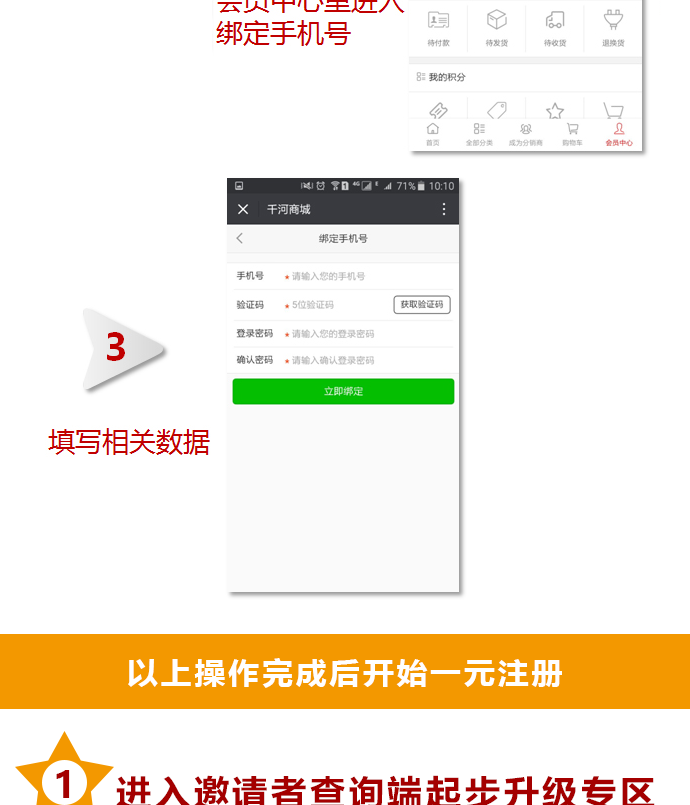 会员中心里进入
绑定手机号
待付款 待发货 待收货 退换货
我的积分
首页 全部分类 成为分销商 购物车 会员中心
4G E 71% 10:10
千河商城
绑定手机号
手机号 * 请输入您的手机号
验证码 * 5位验证码 获取验证码
登录密码 * 请输入您的登录密码
确认密码 * 请输入确认登录密码
立即绑定
3
填写相关数据
以上操作完成后开始一元注册
1 进入邀请者查询端起步升级专区